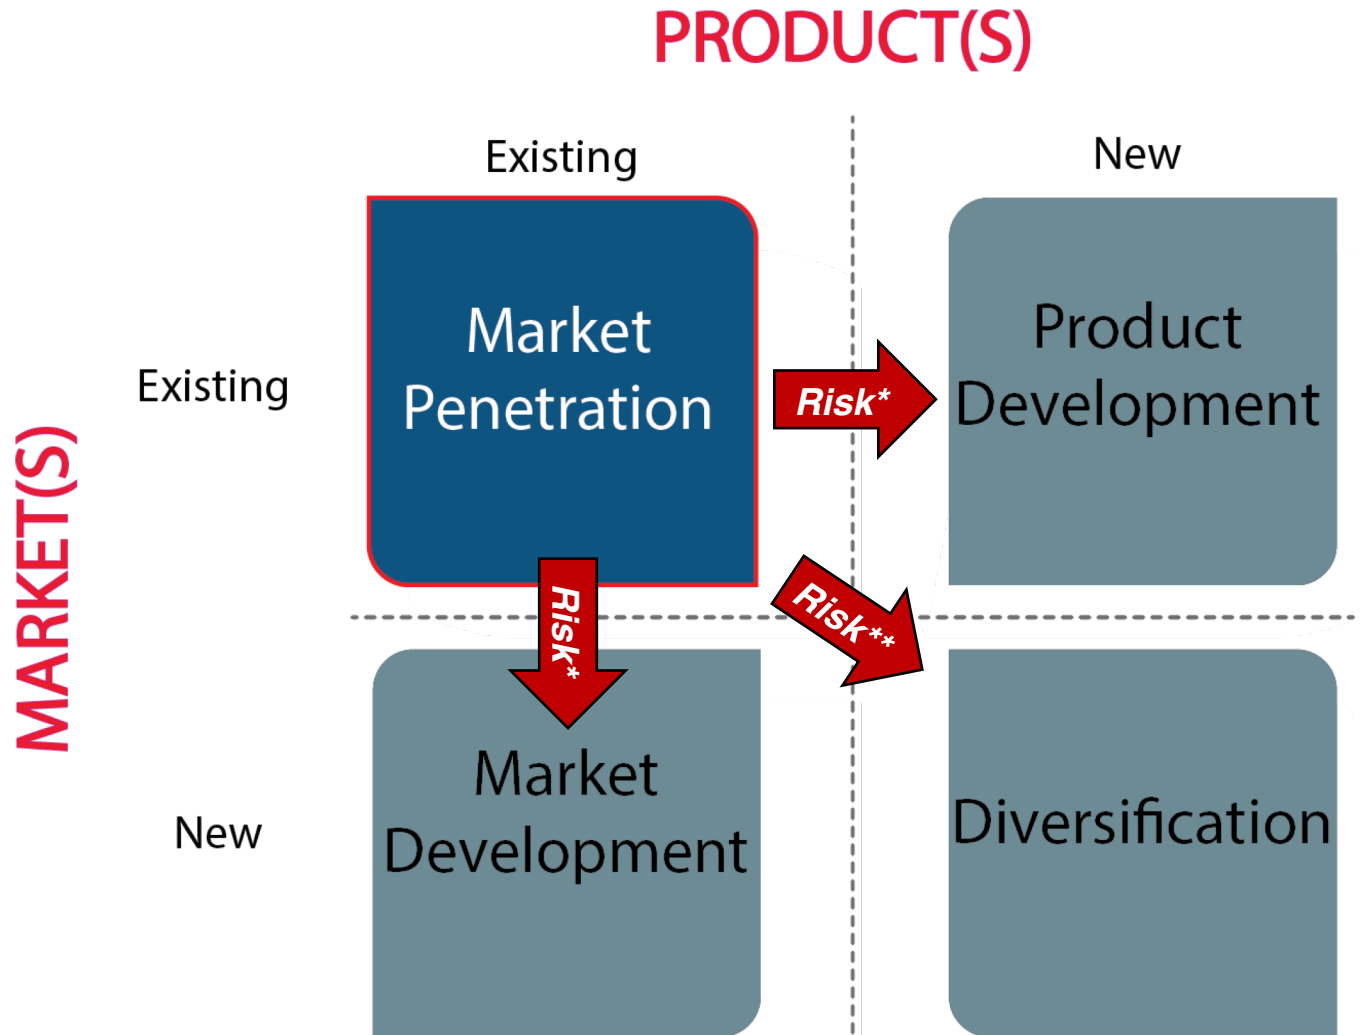 PRODUCT(S)
Existing
New
MARKET(S)
Existing
Market
Penetration
Risk*
Product
Development
Risk*
Risk**
New
Market
Development
Diversification